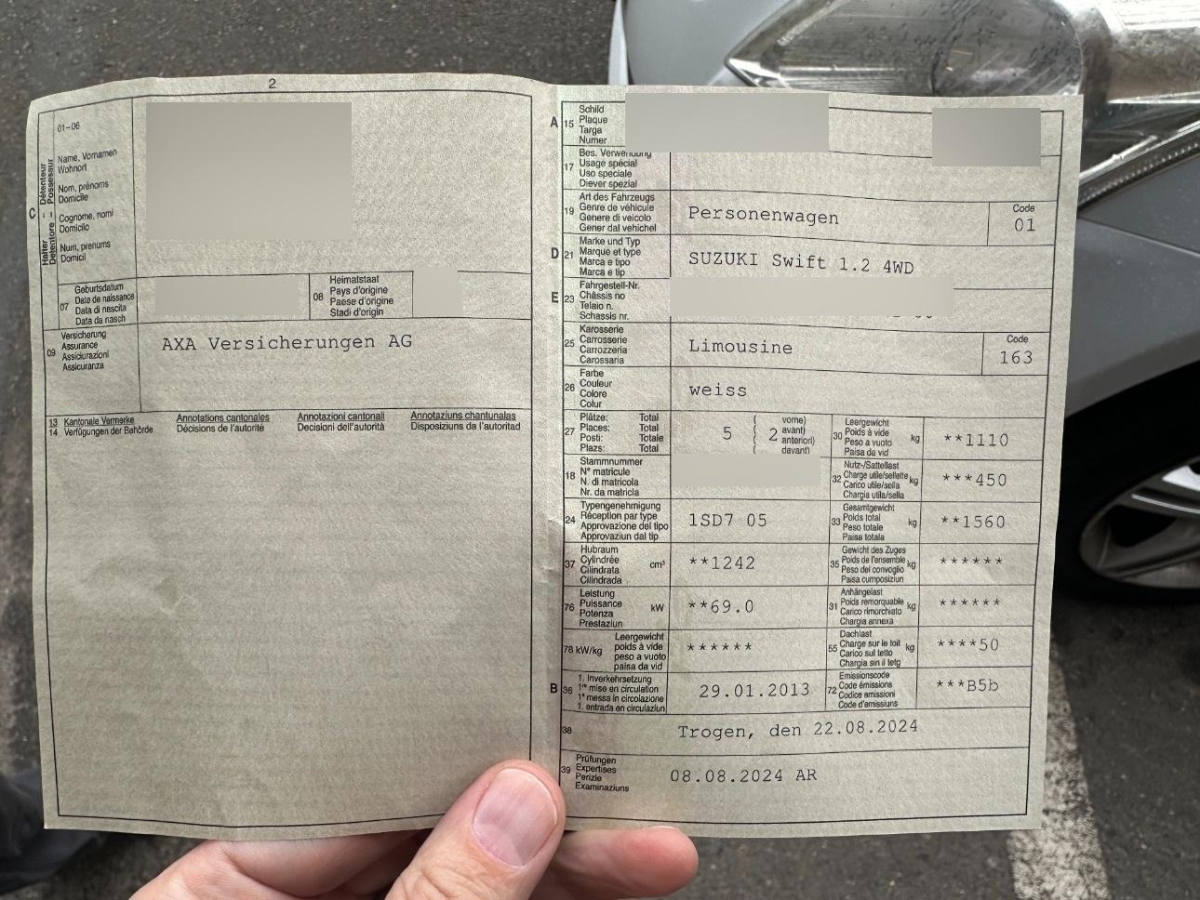 2
01-06
Name, Vornamen
Wohnort
Nom, prénoms
Domicile
Cognome, nomi
Domicilio
Num, prenums
Domicil
C
Halter – Détenteur
Detentore – Possessur
07
Geburtsdatum
Date de naissance
Data di nascita
Data da nasch
08
Heimatstaat
Pays d'origine
Paese d'origine
Stadi d'origin
09
Versicherung
Assurance
Assicurazioni
Assicuranza
AXA Versicherungen AG
13 Kantonale Vermerke Annotations cantonales Annotazioni cantonali Annotaziuns chantunalas
14 Verfügungen der Behörde Décisions de l'autorité Decisioni dell'autorità Disposiziuns da l'autoritad
A 15
Schild
Plaque
Targa
Numer
17
Bes. Verwendung
Usage spécial
Uso speciale
Diever spezial
19
Art des Fahrzeugs
Genre de véhicule
Genere di veicolo
Gener dal vehichel
Personenwagen
Code
01
D 21
Marke und Typ
Marque et type
Marca e tipo
Marca e tip
SUZUKI Swift 1.2 4WD
E 23
Fahrgestell-Nr.
Châssis no
Telaio n.
Schassis nr.
25
Karosserie
Carrosserie
Carrozzeria
Carossaria
Limousine
Code
163
26
Farbe
Couleur
Colore
Colur
weiss
27
Plätze: Total
Places: Total
Posti: Totale
Plazs: Total
5
2
( vorne)
avant)
anteriori)
( davant)
30
Leergewicht
Poids à vide
Peso a vuoto
Paisa da vid
kg
**1110
18
Stammnummer
N° matricule
N. di matricola
Nr. da matricla
32
Nutz-/Sattellast
Charge utile/sellette
Carico utile/sella
Chargia utila/sella
kg
***450
24
Typengenehmigung
Réception par type
Approvazione del tipo
Approvaziun dal tip
1SD7 05
33
Gesamtgewicht
Poids total
Peso totale
Paisa totala
kg
**1560
37
Hubraum
Cylindrée
Cilindrata
Cilindrada
cm³
**1242
35
Gewicht des Zuges
Poids de l'ensemble
Peso del convoglio
Paisa cumposiziun
kg
******
76
Leistung
Puissance
Potenza
Prestaziun
kW
**69.0
31
Anhängelast
Poids remorquable
Carico rimorchiato
Chargia annexa
kg
******
78 kW/kg
Leergewicht
poids à vide
peso a vuoto
paisa da vid
******
55
Dachlast
Charge sur le toit
Carico sul tetto
Chargia sin il tetg
kg
****50
B 36
1. Inverkehrsetzung
1re mise en circulation
1a messa in circolazione
1. entrada en circulaziun
29.01.2013
72
Emissionscode
Code émissions
Codice emissioni
Code d'emissiuns
***B5b
38
Trogen, den 22.08.2024
39
Prüfungen
Expertises
Perizie
Examinaziuns
08.08.2024 AR